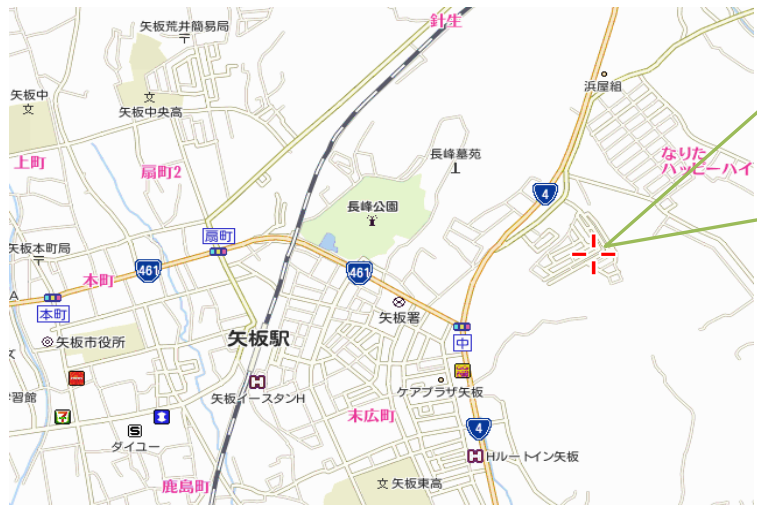 矢板荒井簡易局
針生
浜屋組
矢板中
文
文
矢板中央高
上町
扇町2
長峰墓苑
なりた
ハッピーハイ
4
長峰公園
扇町
矢板本町局
461
461
本町
A
本町
矢板署
矢板駅
中
矢板市役所
文
ケアプラザ矢板
学習館
矢板イースタンH
末広町
7
S
4
ダイユー
Hルートイン矢板
文 矢板東高
鹿島町